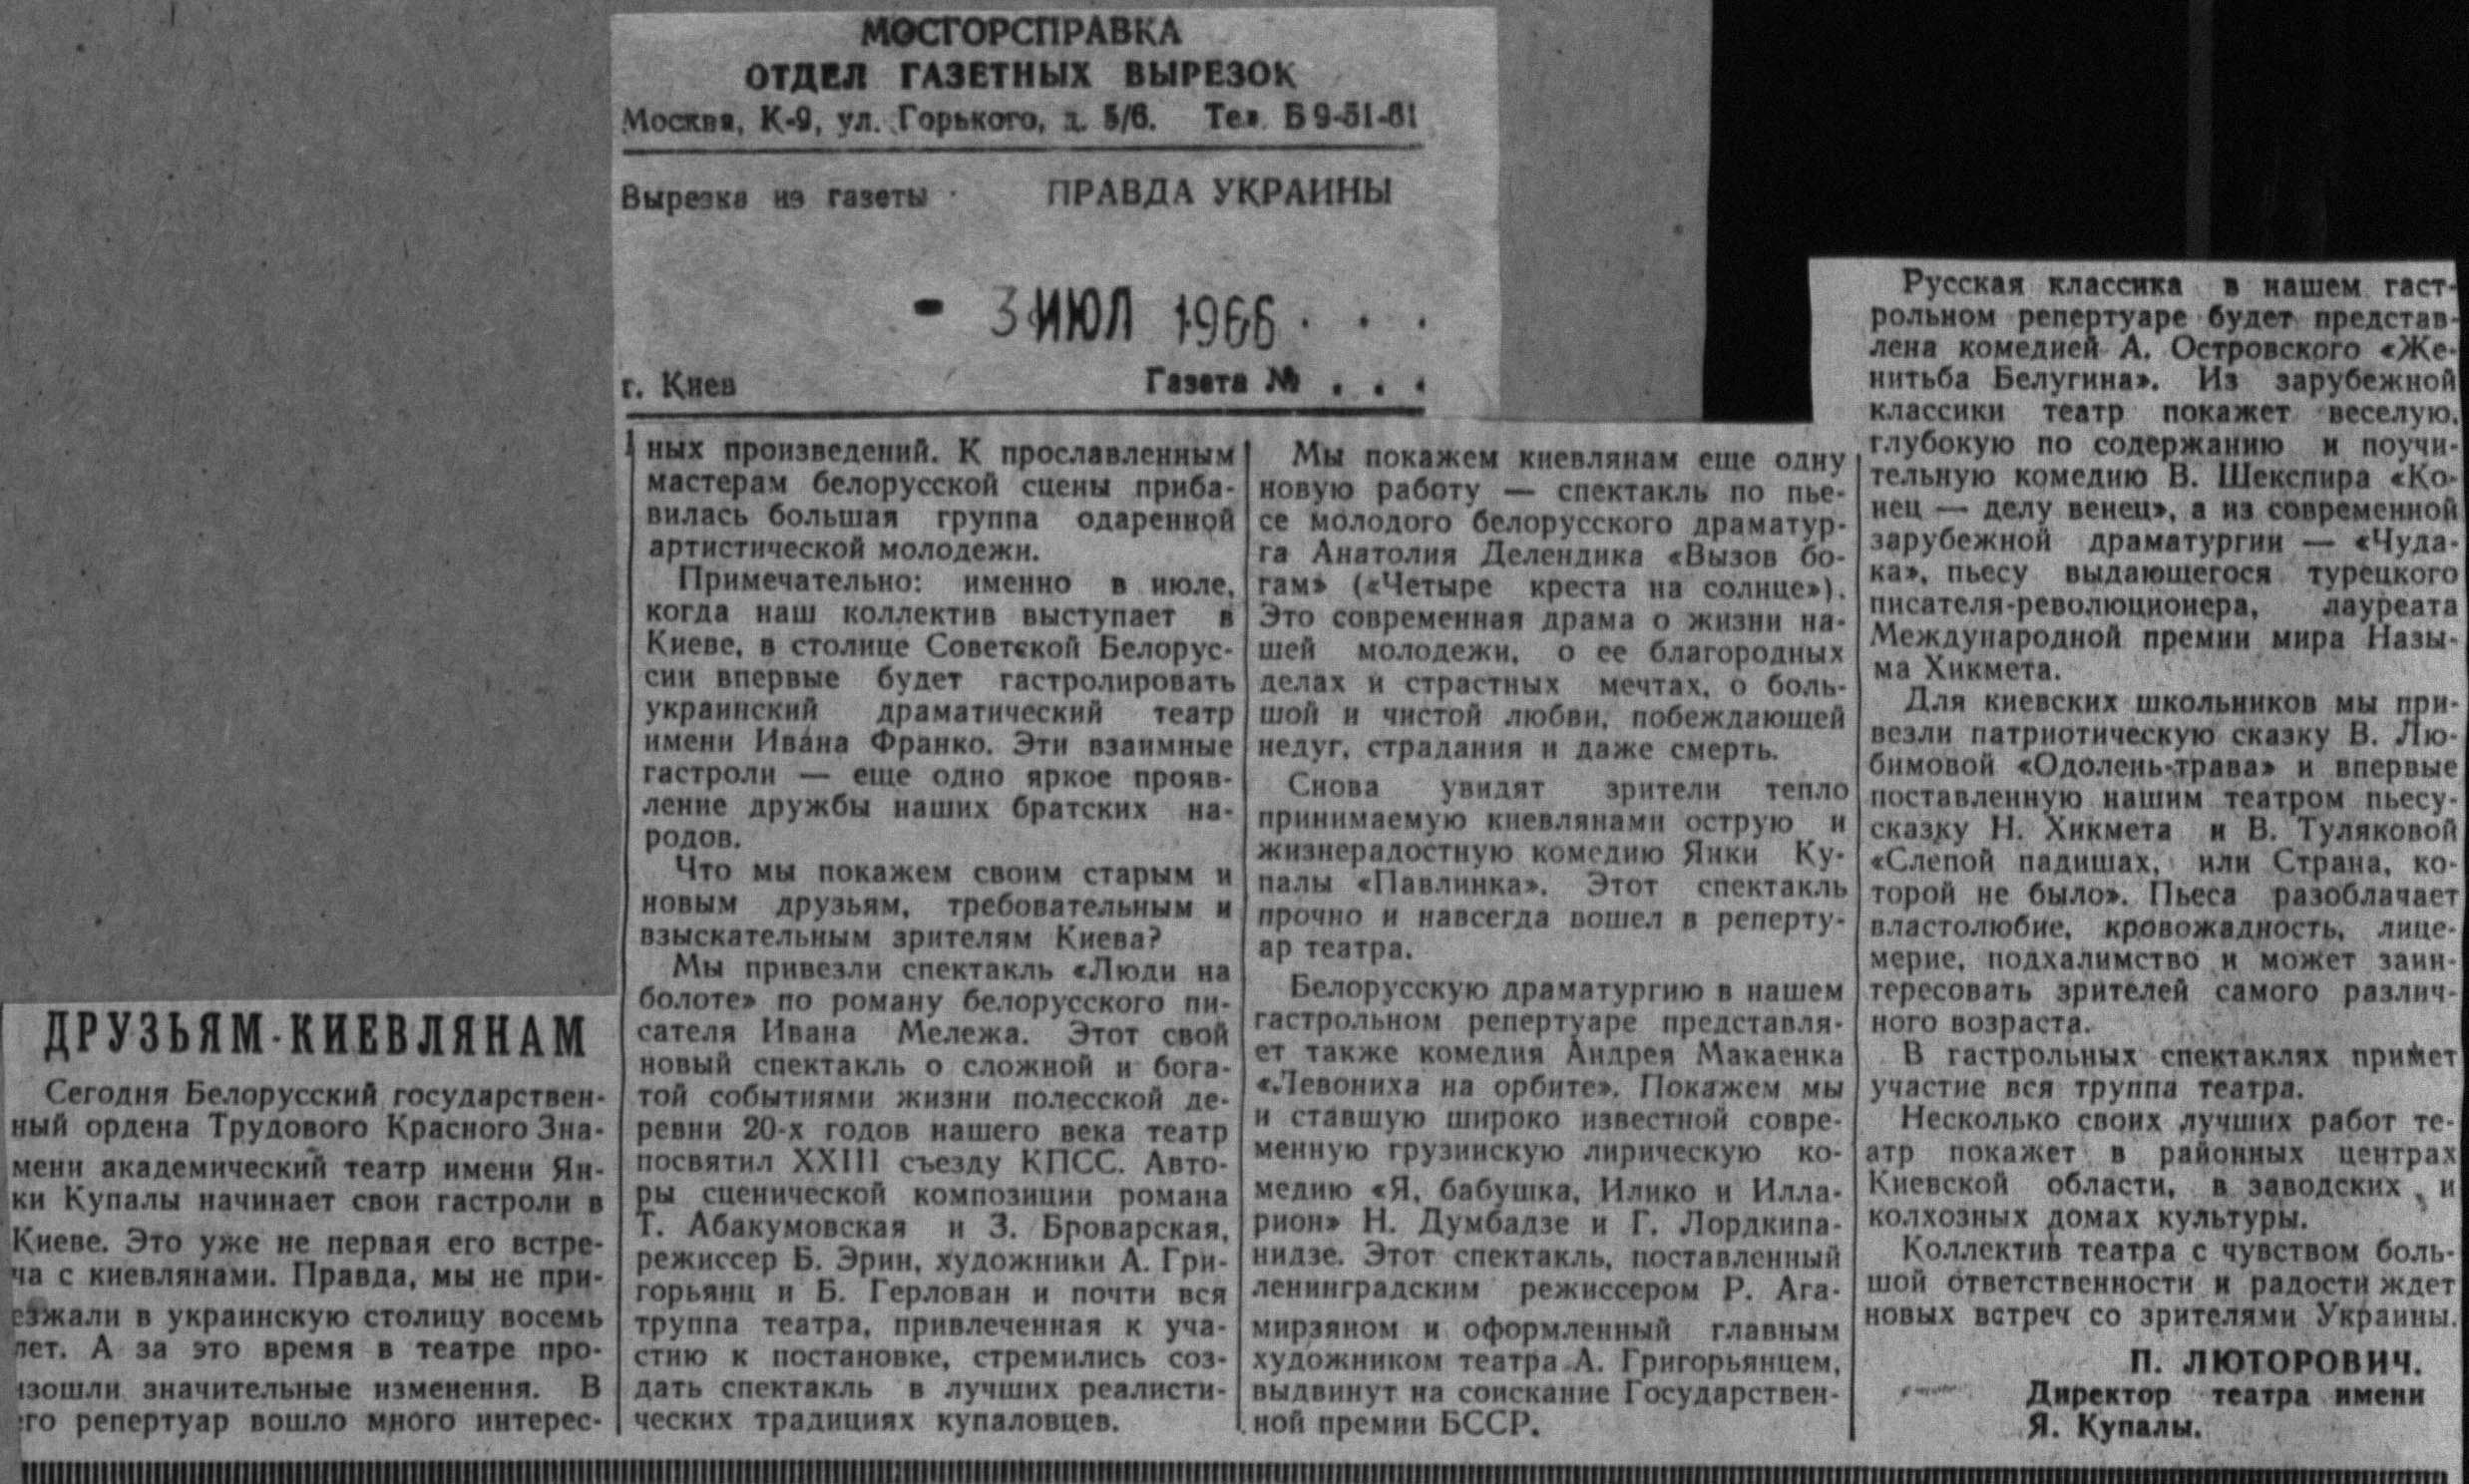 МОСГОРСПРАВКА
ОТДЕЛ ГАЗЕТНЫХ ВЫРЕЗОК
Москва, К-9, ул. Горького, д. 5/6. Тел. Б 9-51-61
Вырезка из газеты
ПРАВДА УКРАИНЫ
- 3 ИЮЛ 1966 . . .
г. Киев
Газета № . . .
ДРУЗЬЯМ-КИЕВЛЯНАМ
Сегодня Белорусский государствен-
ный ордена Трудового Красного Зна-
мени академический театр имени Ян-
ки Купалы начинает свои гастроли в
Киеве. Это уже не первая его встре-
ча с киевлянами. Правда, мы не при-
езжали в украинскую столицу восемь
лет. А за это время в театре про-
изошли значительные изменения. В
его репертуар вошло много интерес-
ных произведений. К прославленным
мастерам белорусской сцены приба-
вилась большая группа одаренной
артистической молодежи.
Примечательно: именно в июле,
когда наш коллектив выступает в
Киеве, в столице Советской Белорус-
сии впервые будет гастролировать
украинский драматический театр
имени Ивана Франко. Эти взаимные
гастроли — еще одно яркое прояв-
ление дружбы наших братских на-
родов.
Что мы покажем своим старым и
новым друзьям, требовательным и
взыскательным зрителям Киева?
Мы привезли спектакль «Люди на
болоте» по роману белорусского пи-
сателя Ивана Мележа. Этот свой
новый спектакль о сложной и бога-
той событиями жизни полесской де-
ревни 20-х годов нашего века театр
посвятил XXIII съезду КПСС. Авто-
ры сценической композиции романа
Т. Абакумовская и З. Броварская,
режиссер Б. Эрин, художники А. Гри-
горьянц и Б. Герлован и почти вся
труппа театра, привлеченная к уча-
стию к постановке, стремились соз-
дать спектакль в лучших реалисти-
ческих традициях купаловцев.
Мы покажем киевлянам еще одну
новую работу — спектакль по пье-
се молодого белорусского драматур-
га Анатолия Делендика «Вызов бо-
гам» («Четыре креста на солнце»).
Это современная драма о жизни на-
шей молодежи, о ее благородных
делах и страстных мечтах, о боль-
шой и чистой любви, побеждающей
недуг, страдания и даже смерть.
Снова увидят зрители тепло
принимаемую киевлянами острую и
жизнерадостную комедию Янки Ку-
палы «Павлинка». Этот спектакль
прочно и навсегда вошел в реперту-
ар театра.
Белорусскую драматургию в нашем
гастрольном репертуаре представля-
ет также комедия Андрея Макаенка
«Левониха на орбите». Покажем мы
и ставшую широко известной совре-
менную грузинскую лирическую ко-
медию «Я, бабушка, Илико и Илла-
рион» Н. Думбадзе и Г. Лордкипа-
нидзе. Этот спектакль, поставленный
ленинградским режиссером Р. Ага-
мирзяном и оформленный главным
художником театра А. Григорьянцем,
выдвинут на соискание Государствен-
ной премии БССР.
Русская классика в нашем гаст-
рольном репертуаре будет представ-
лена комедией А. Островского «Же-
нитьба Белугина». Из зарубежной
классики театр покажет веселую,
глубокую по содержанию и поучи-
тельную комедию В. Шекспира «Ко-
нец — делу венец», а из современной
зарубежной драматургии — «Чуда-
ка», пьесу выдающегося турецкого
писателя-революционера, лауреата
Международной премии мира Назы-
ма Хикмета.
Для киевских школьников мы при-
везли патриотическую сказку В. Лю-
бимовой «Одолень-трава» и впервые
поставленную нашим театром пьесу-
сказку Н. Хикмета и В. Туляковой
«Слепой падишах, или Страна, ко-
торой не было». Пьеса разоблачает
властолюбие, кровожадность, лице-
мерие, подхалимство и может заин-
тересовать зрителей самого различ-
ного возраста.
В гастрольных спектаклях примет
участие вся труппа театра.
Несколько своих лучших работ те-
атр покажет в районных центрах
Киевской области, в заводских и
колхозных домах культуры.
Коллектив театра с чувством боль-
шой ответственности и радости ждет
новых встреч со зрителями Украины.
П. ЛЮТОРОВИЧ.
Директор театра имени
Я. Купалы.